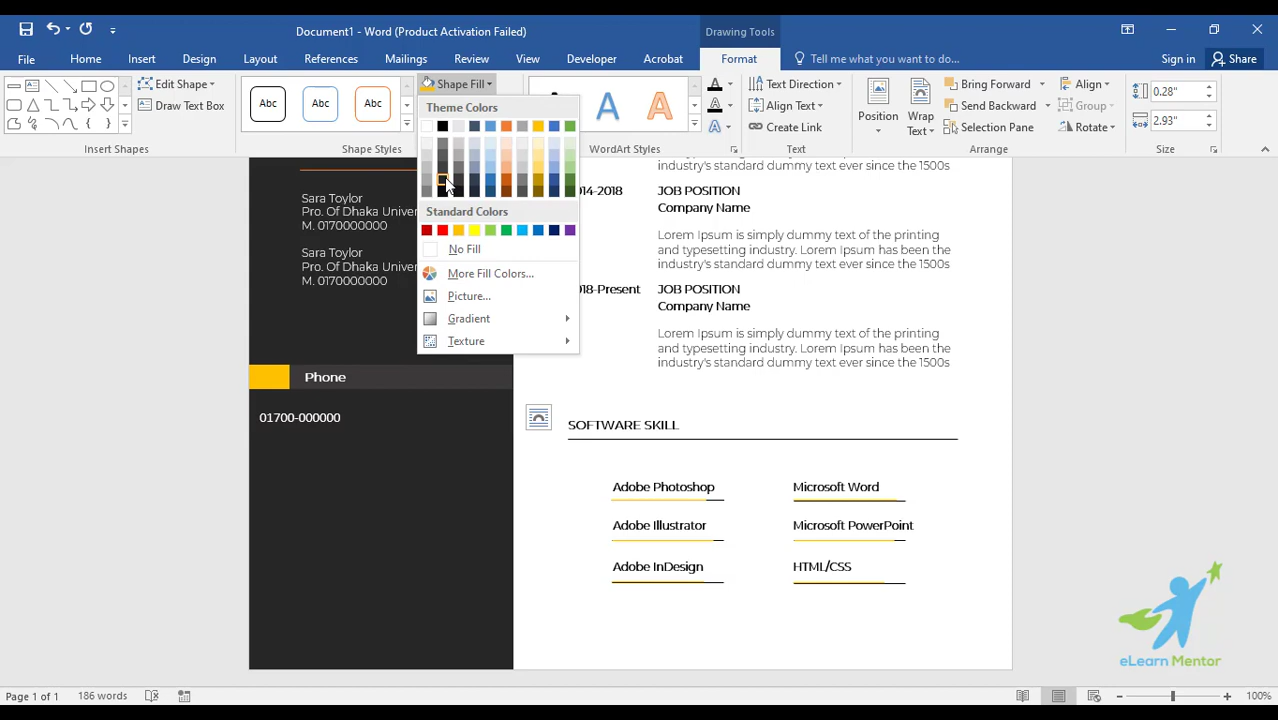 Document1 - Word (Product Activation Failed)
Drawing Tools
File Home Insert Design Layout References Mailings Review View Developer Acrobat Format Tell me what you want to do... Sign in Share
Edit Shape
Draw Text Box
Insert Shapes
Abc Abc Abc
Shape Styles
Shape Fill
Theme Colors
Standard Colors
No Fill
More Fill Colors...
Picture...
Gradient
Texture
WordArt Styles
Text Direction
Align Text
Create Link
Text
Position
Wrap
Text
Bring Forward
Send Backward
Selection Pane
Align
Group
Rotate
Arrange
0.28"
2.93"
Size
Sara Toylor
Pro. Of Dhaka Univer
M. 0170000000
Sara Toylor
Pro. Of Dhaka Univer
M. 0170000000
Phone
01700-000000
industry's standard dummy text ever since the 1500s
14-2018 JOB POSITION
Company Name
Lorem Ipsum is simply dummy text of the printing
and typesetting industry. Lorem Ipsum has been the
industry's standard dummy text ever since the 1500s
018-Present JOB POSITION
Company Name
Lorem Ipsum is simply dummy text of the printing
and typesetting industry. Lorem Ipsum has been the
industry's standard dummy text ever since the 1500s
SOFTWARE SKILL
Adobe Photoshop Microsoft Word
Adobe Illustrator Microsoft PowerPoint
Adobe InDesign HTML/CSS
eLearn Mentor
Page 1 of 1 186 words 100%